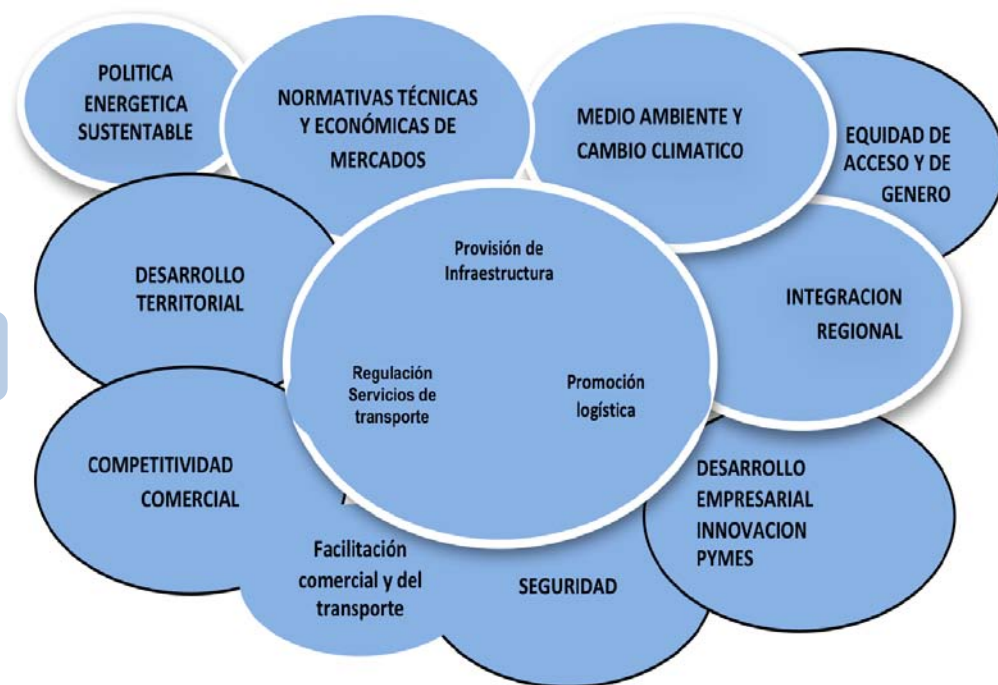 POLITICA
ENERGETICA
SUSTENTABLE
NORMATIVAS TÉCNICAS
Y ECONÓMICAS DE
MERCADOS
MEDIO AMBIENTE Y
CAMBIO CLIMATICO
EQUIDAD DE
ACCESO Y DE
GENERO
DESARROLLO
TERRITORIAL
Provisión de
Infraestructura
INTEGRACION
REGIONAL
Regulación
Servicios de
transporte
Promoción
logística
COMPETITIVIDAD
COMERCIAL
Facilitación
comercial y del
transporte
SEGURIDAD
DESARROLLO
EMPRESARIAL
INNOVACION
PYMES